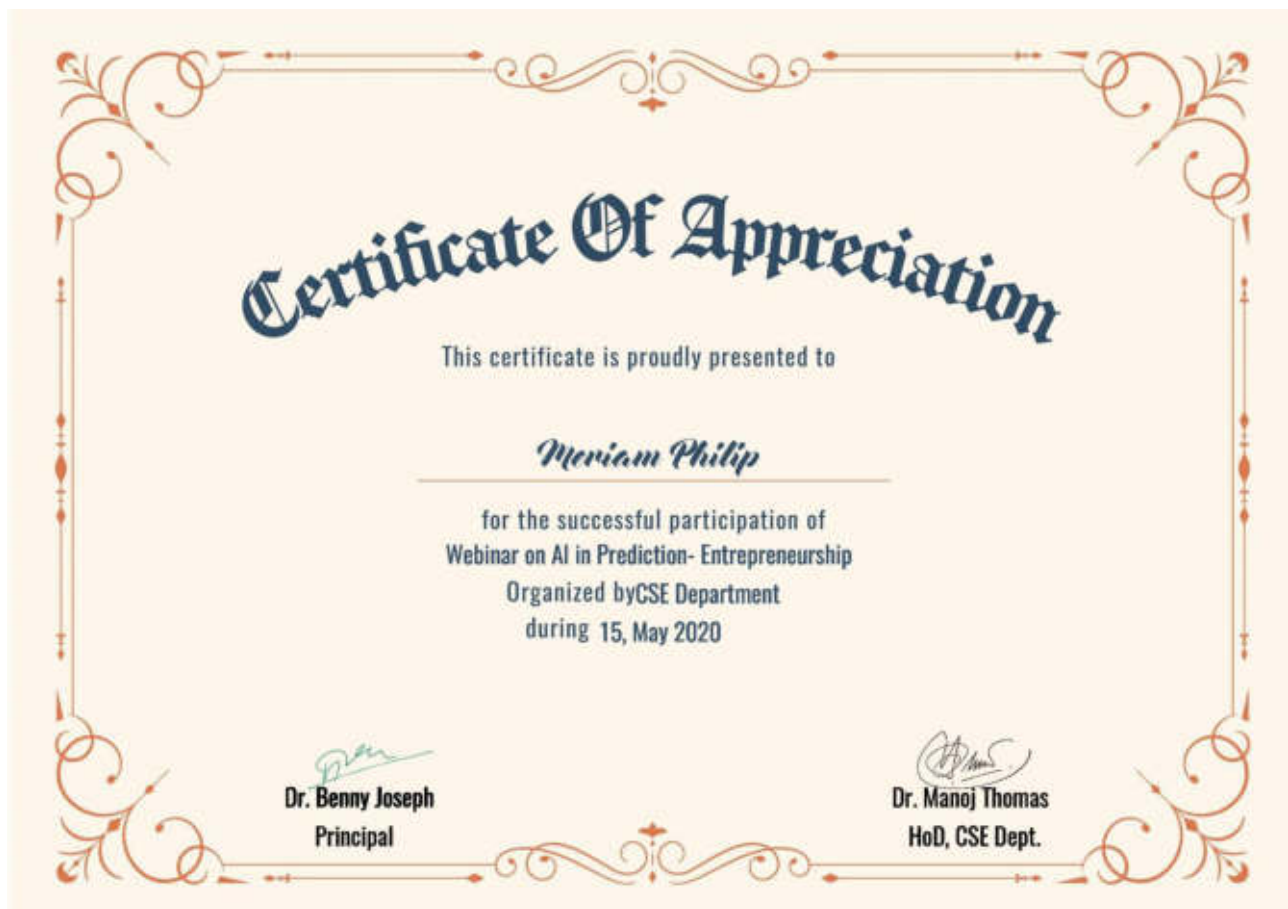 Certificate Of Appreciation
This certificate is proudly presented to
Meriam Philip
for the successful participation of
Webinar on AI in Prediction- Entrepreneurship
Organized byCSE Department
during 15, May 2020
Dr. Benny Joseph
Principal
Dr. Manoj Thomas
HoD, CSE Dept.